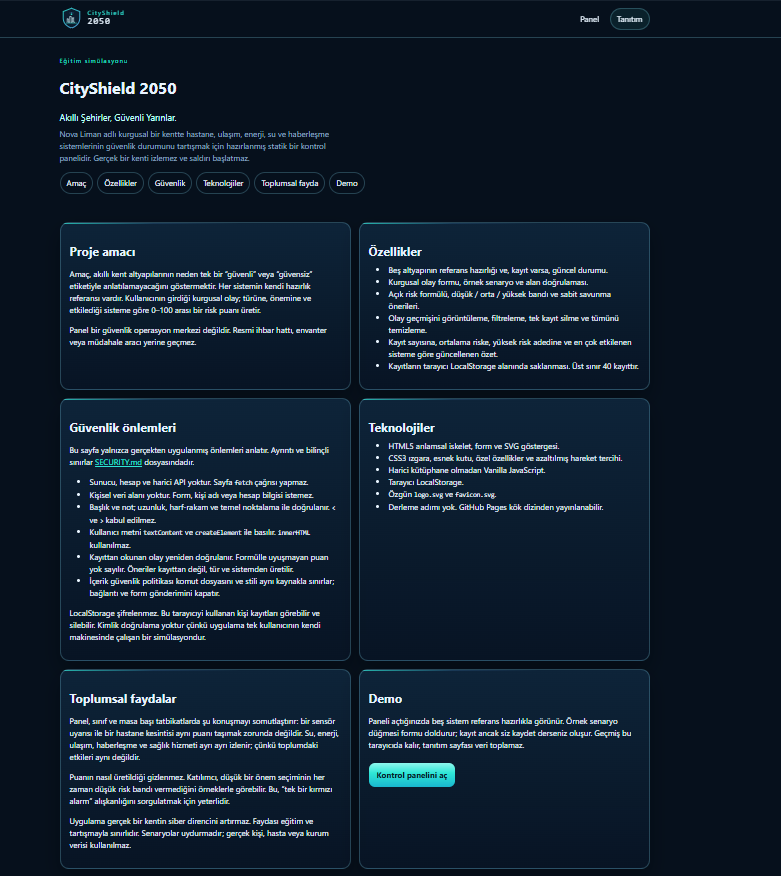 CityShield
2050
Panel
Tanıtım
Eğitim simülasyonu
CityShield 2050
Akıllı Şehirler, Güvenli Yarınlar.
Nova Liman adlı kurgusal bir kentte hastane, ulaşım, enerji, su ve haberleşme
sistemlerinin güvenlik durumunu tartışmak için hazırlanmış statik bir kontrol
panelidir. Gerçek bir kenti izlemez ve saldırı başlatmaz.
Amaç
Özellikler
Güvenlik
Teknolojiler
Toplumsal fayda
Demo
Proje amacı
Amaç, akıllı kent altyapılarının neden tek bir “güvenli” veya “güvensiz”
etiketiyle anlatılamayacağını göstermektir. Her sistemin kendi hazırlık
referansı vardır. Kullanıcının girdiği kurgusal olay; türüne, önemine ve
etkilediği sisteme göre 0–100 arası bir risk puanı üretir.
Panel bir güvenlik operasyon merkezi değildir. Resmi ihbar hattı, envanter
veya müdahale aracı yerine geçmez.
Özellikler
• Beş altyapının referans hazırlığı ve, kayıt varsa, güncel durumu.
• Kurgusal olay formu, örnek senaryo ve alan doğrulaması.
• Açık risk formülü, düşük / orta / yüksek bandı ve sabit savunma
önerileri.
• Olay geçmişini görüntüleme, filtreleme, tek kayıt silme ve tümünü
temizleme.
• Kayıt sayısına, ortalama riske, yüksek risk adedine ve en çok etkilenen
sisteme göre güncellenen özet.
• Kayıtların tarayıcı LocalStorage alanında saklanması. Üst sınır 40 kayıttır.
Güvenlik önlemleri
Bu sayfa yalnızca gerçekten uygulanmış önlemleri anlatır. Ayrıntı ve bilinçli
sınırlar SECURITY.md dosyasındadır.
• Sunucu, hesap ve harici API yoktur. Sayfa fetch çağrısı yapmaz.
• Kişisel veri alanı yoktur. Form, kişi adı veya hesap bilgisi istemez.
• Başlık ve not; uzunluk, harf-rakam ve temel noktalama ile doğrulanır. <
ve > kabul edilmez.
• Kullanıcı metni textContent ve createElement ile basılır. innerHTML
kullanılmaz.
• Kayıttan okunan olay yeniden doğrulanır. Formülle uyuşmayan puan
yok sayılır. Öneriler kayıttan değil, tür ve sistemden üretilir.
• İçerik güvenlik politikası komut dosyasını ve stili aynı kaynakla sınırlar;
bağlantı ve form gönderimini kapatır.
LocalStorage şifrelenmez. Bu tarayıcıyı kullanan kişi kayıtları görebilir ve
silebilir. Kimlik doğrulama yoktur çünkü uygulama tek kullanıcının kendi
makinesinde çalışan bir simülasyondur.
Teknolojiler
• HTML5 anlamsal iskelet, form ve SVG göstergesi.
• CSS3 ızgara, esnek kutu, özel özellikler ve azaltılmış hareket tercihi.
• Harici kütüphane olmadan Vanilla JavaScript.
• Tarayıcı LocalStorage.
• Özgün logo.svg ve favicon.svg.
• Derleme adımı yok. GitHub Pages kök dizinden yayınlanabilir.
Toplumsal faydalar
Panel, sınıf ve masa başı tatbikatlarda şu konuşmayı somutlaştırır: bir sensör
uyarısı ile bir hastane kesintisi aynı puanı taşımak zorunda değildir. Su, enerji,
ulaşım, haberleşme ve sağlık hizmeti ayrı ayrı izlenir; çünkü toplumdaki
etkileri aynı değildir.
Puanın nasıl üretildiği gizlenmez. Katılımcı, düşük bir önem seçiminin her
zaman düşük risk bandı vermediğini örneklerle görebilir. Bu, “tek bir kırmızı
alarm” alışkanlığını sorgulatmak için yeterlidir.
Uygulama gerçek bir kentin siber direncini artırmaz. Faydası eğitim ve
tartışmayla sınırlıdır. Senaryolar uydurmadır; gerçek kişi, hasta veya kurum
verisi kullanılmaz.
Demo
Paneli açtığınızda beş sistem referans hazırlıkla görünür. Örnek senaryo
düğmesi formu doldurur; kayıt ancak siz kaydet derseniz oluşur. Geçmiş bu
tarayıcıda kalır, tanıtım sayfası veri toplamaz.
Kontrol panelini aç